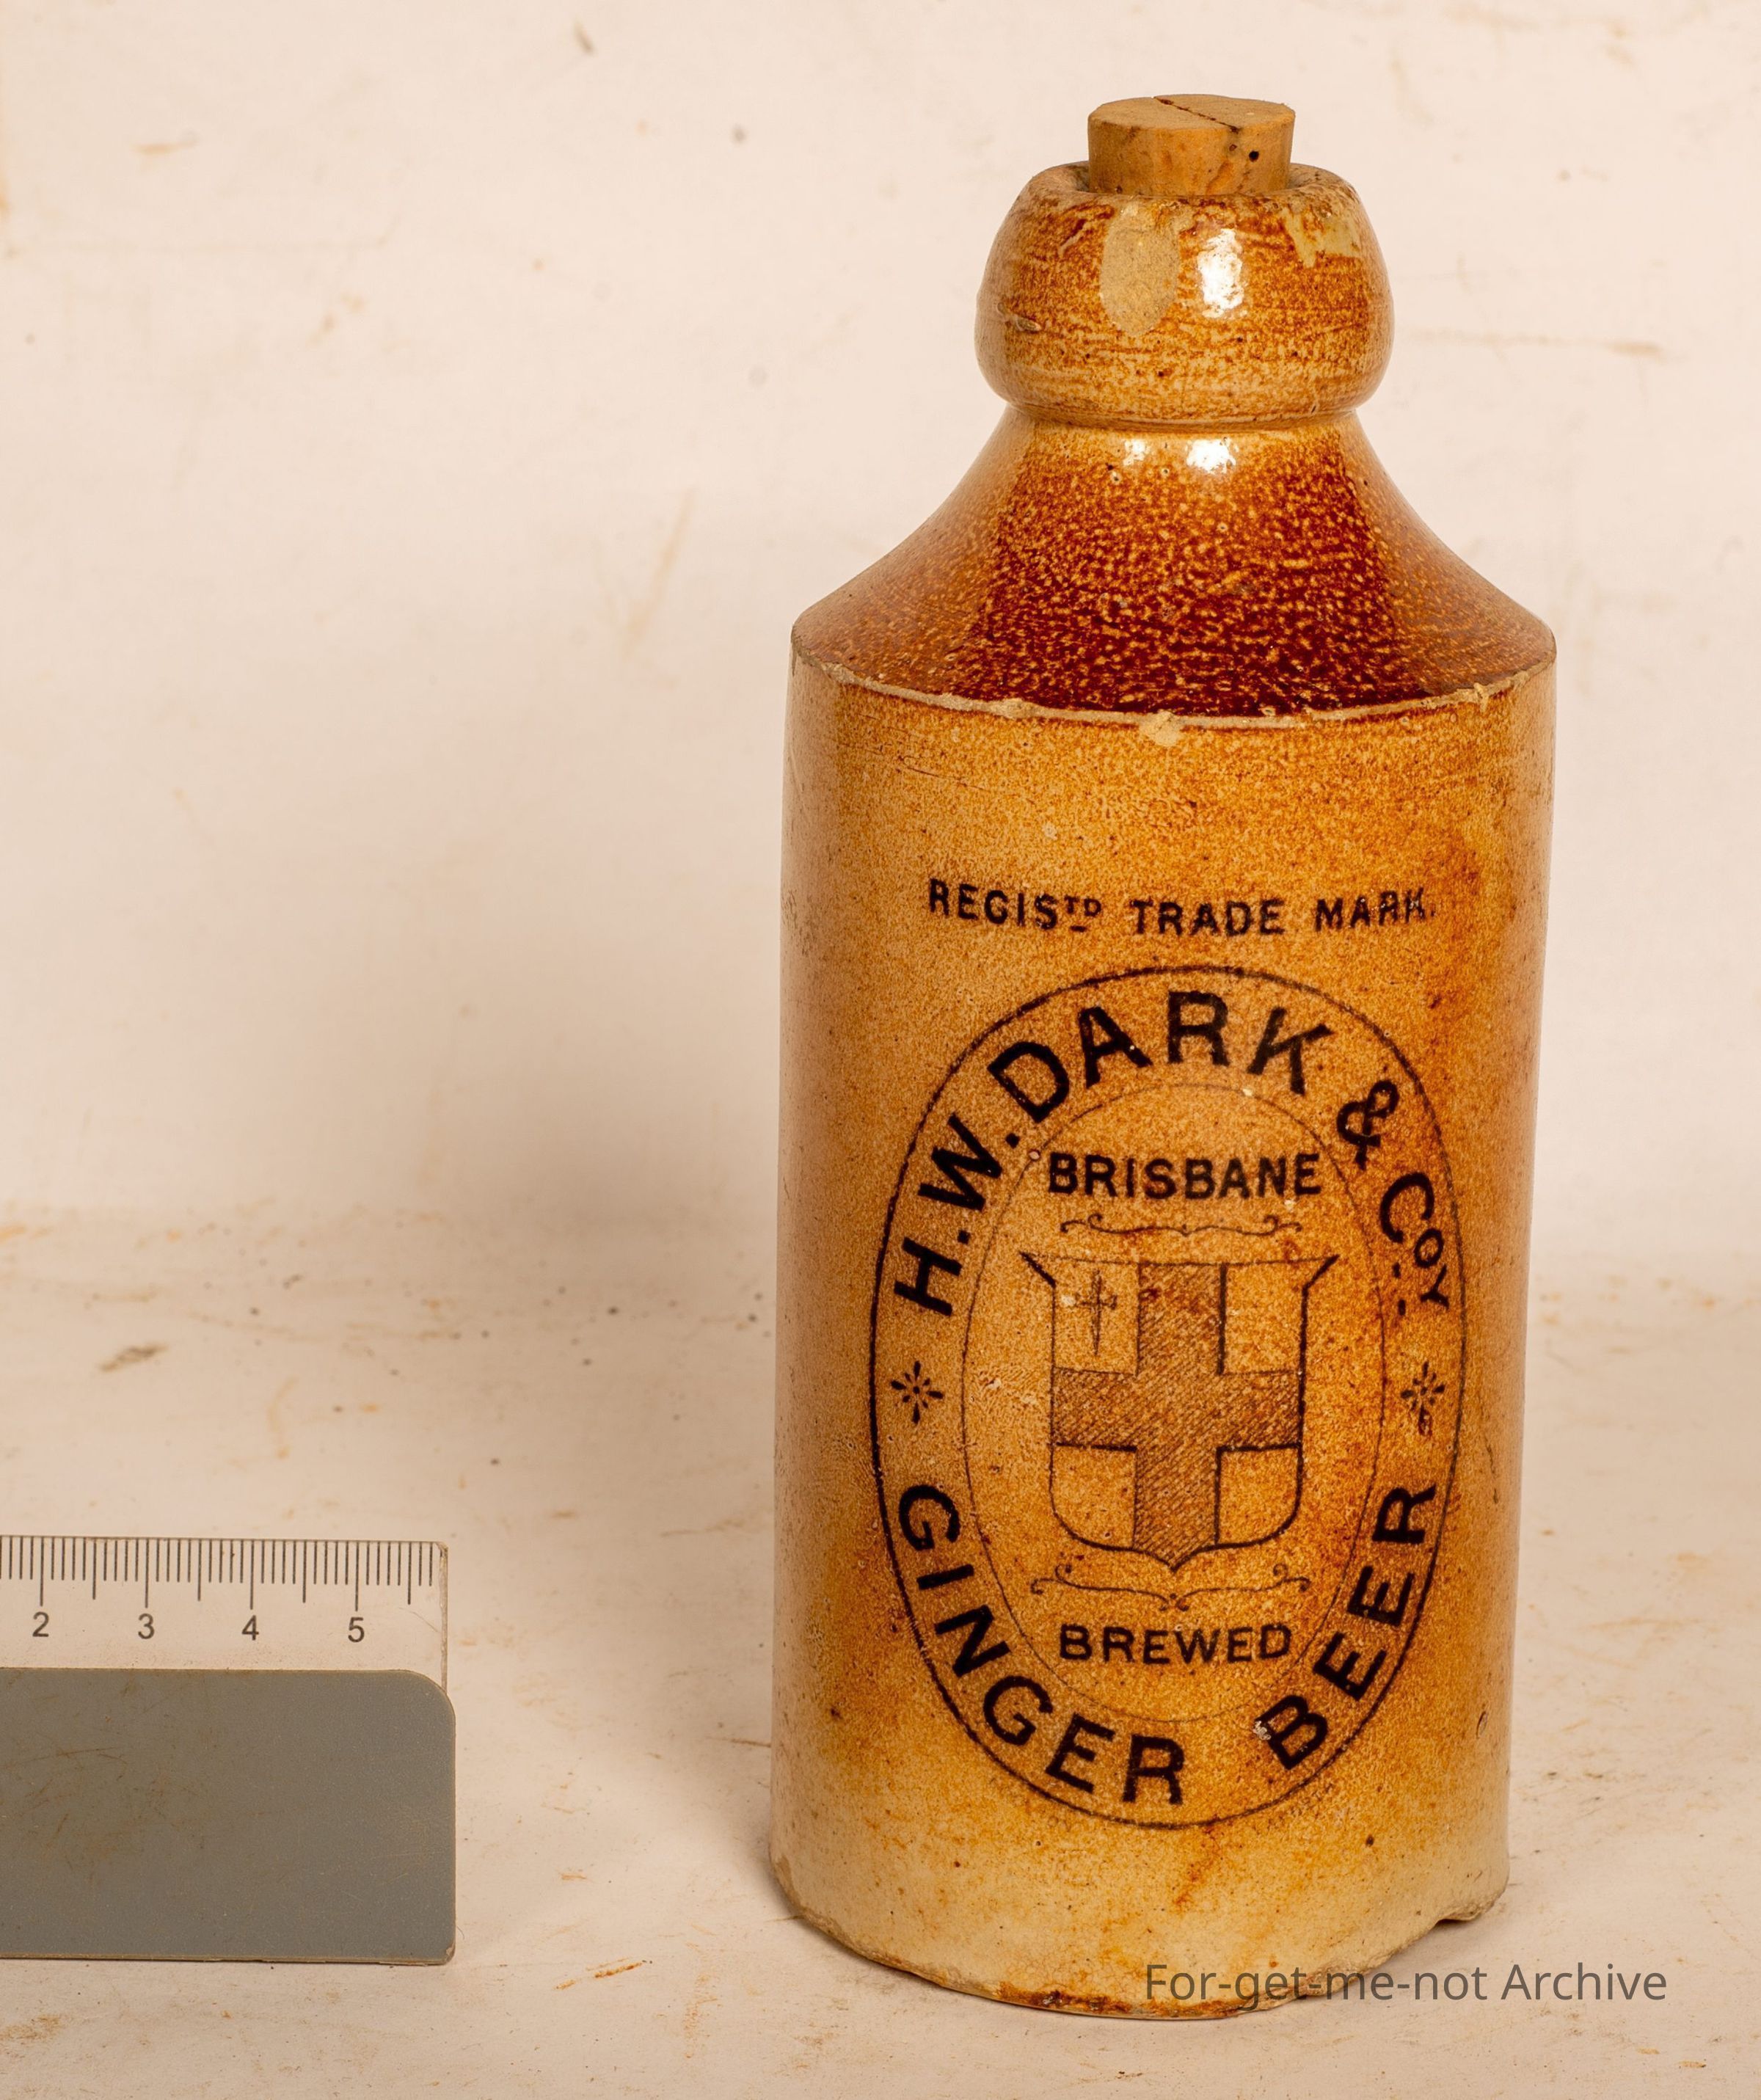 REGISTD TRADE MARK.
H.W. DARK & COY
BRISBANE
BREWED
GINGER BEER
2 3 4 5
For-get-me-not Archive